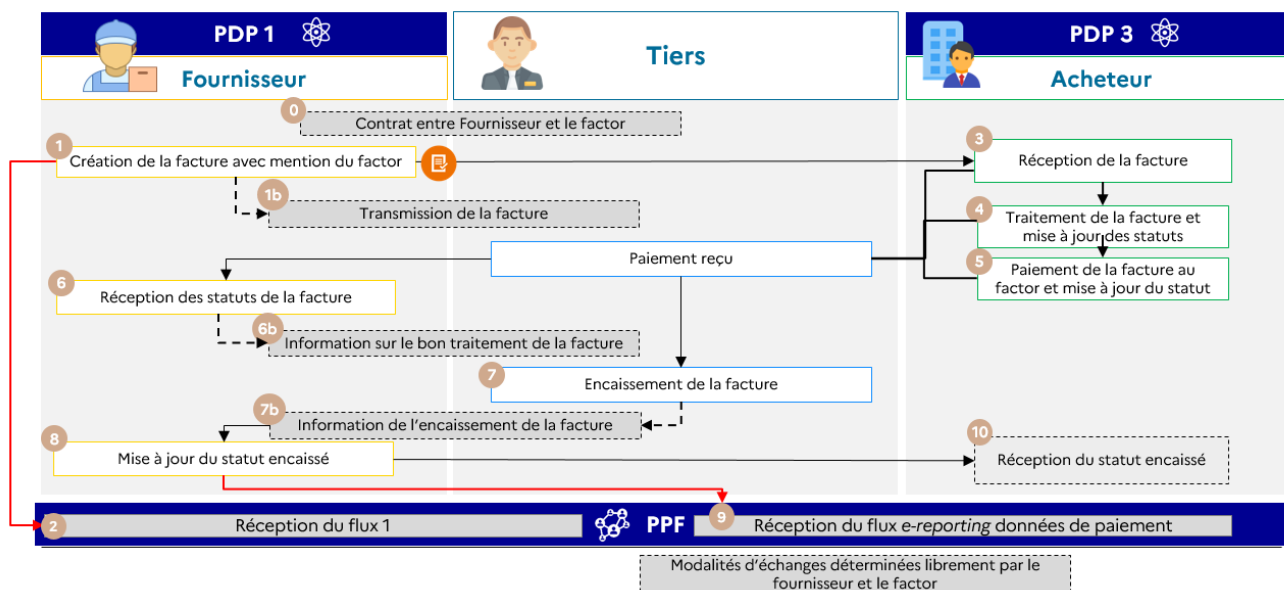 PDP 1
Fournisseur
Tiers
PDP 3
Acheteur
0
Contrat entre Fournisseur et le factor
1
Création de la facture avec mention du factor
3
Réception de la facture
1b
Transmission de la facture
4
Traitement de la facture et
mise à jour des statuts
Paiement reçu
5
Paiement de la facture au
factor et mise à jour du statut
6
Réception des statuts de la facture
6b
Information sur le bon traitement de la facture
7
Encaissement de la facture
7b
Information de l'encaissement de la facture
8
Mise à jour du statut encaissé
10
Réception du statut encaissé
2
Réception du flux 1
PPF
9
Réception du flux e-reporting données de paiement
Modalités d'échanges déterminées librement par le
fournisseur et le factor